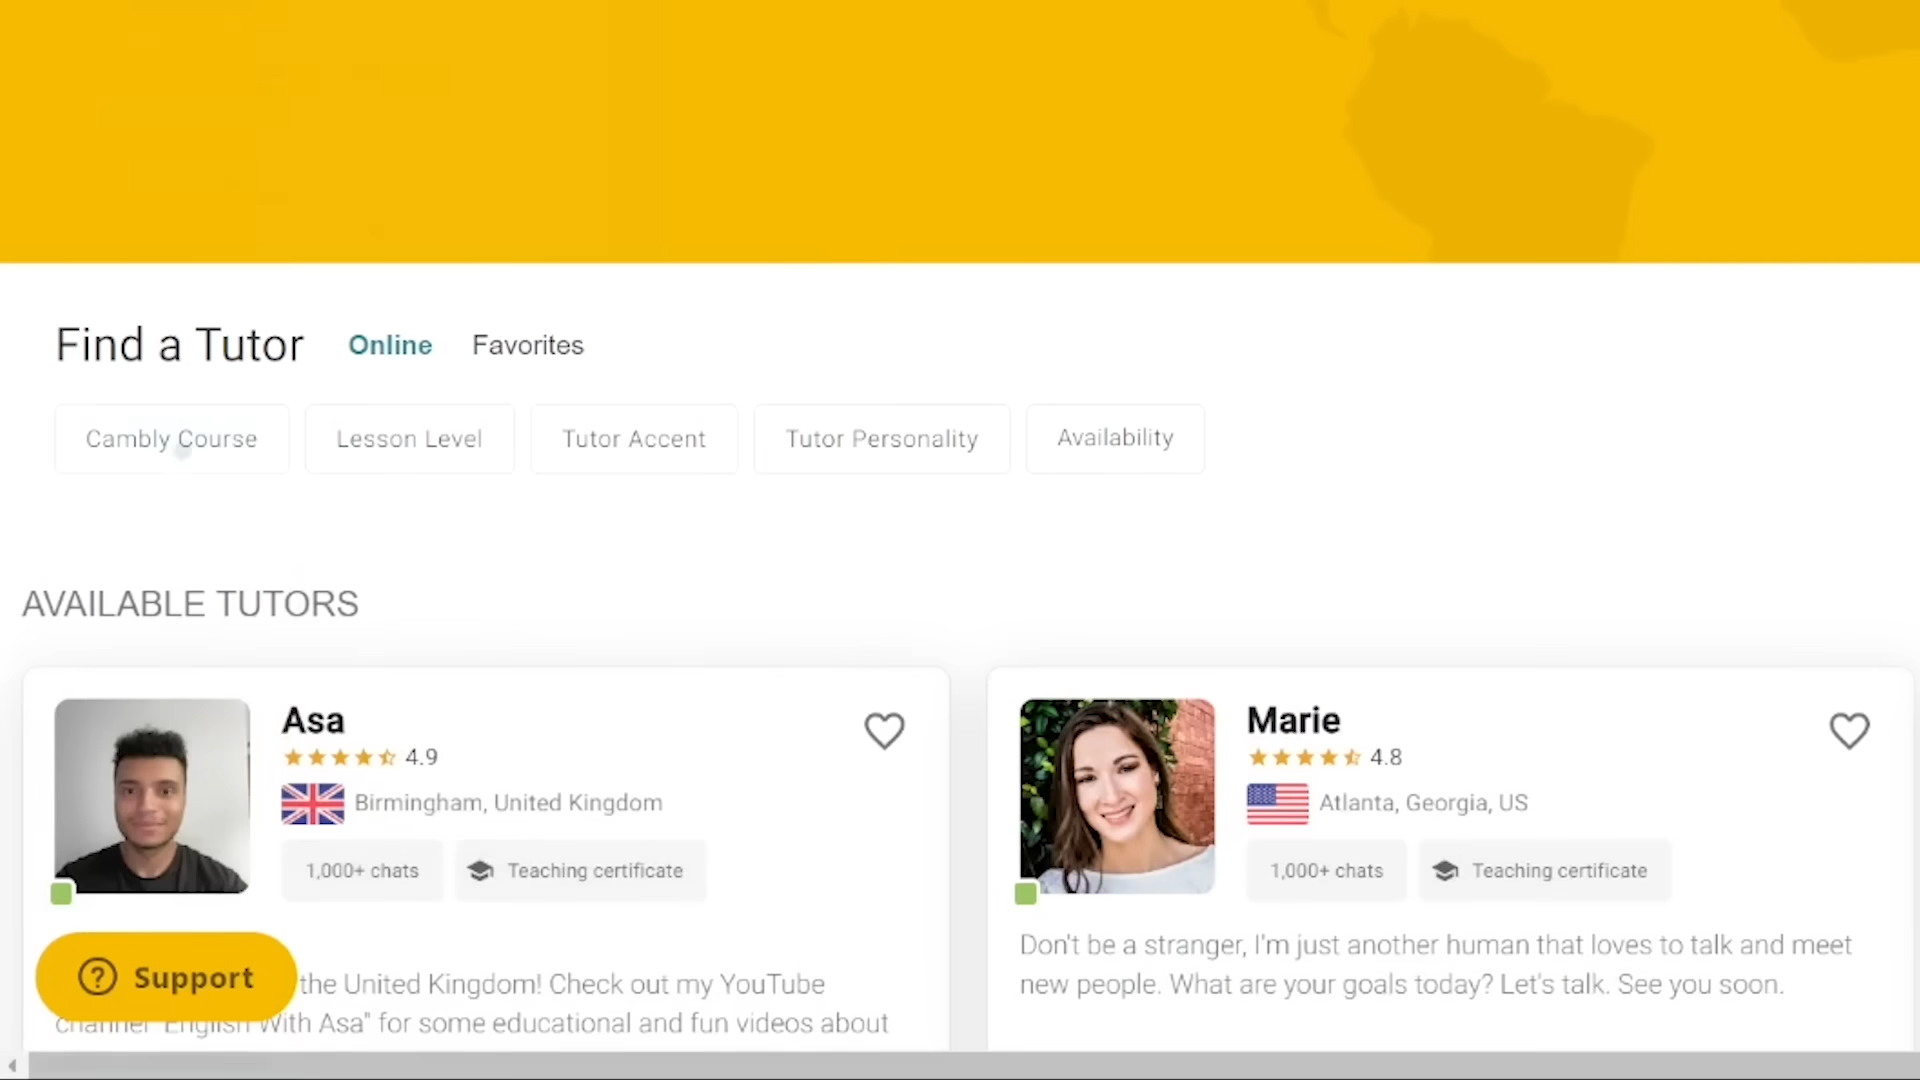 Find a Tutor Online Favorites
Cambly Course Lesson Level Tutor Accent Tutor Personality Availability
AVAILABLE TUTORS
Asa
4.9
Birmingham, United Kingdom
1,000+ chats Teaching certificate
the United Kingdom! Check out my YouTube
channel "English With Asa" for some educational and fun videos about
Marie
4.8
Atlanta, Georgia, US
1,000+ chats Teaching certificate
Don't be a stranger, I'm just another human that loves to talk and meet
new people. What are your goals today? Let's talk. See you soon.
? Support